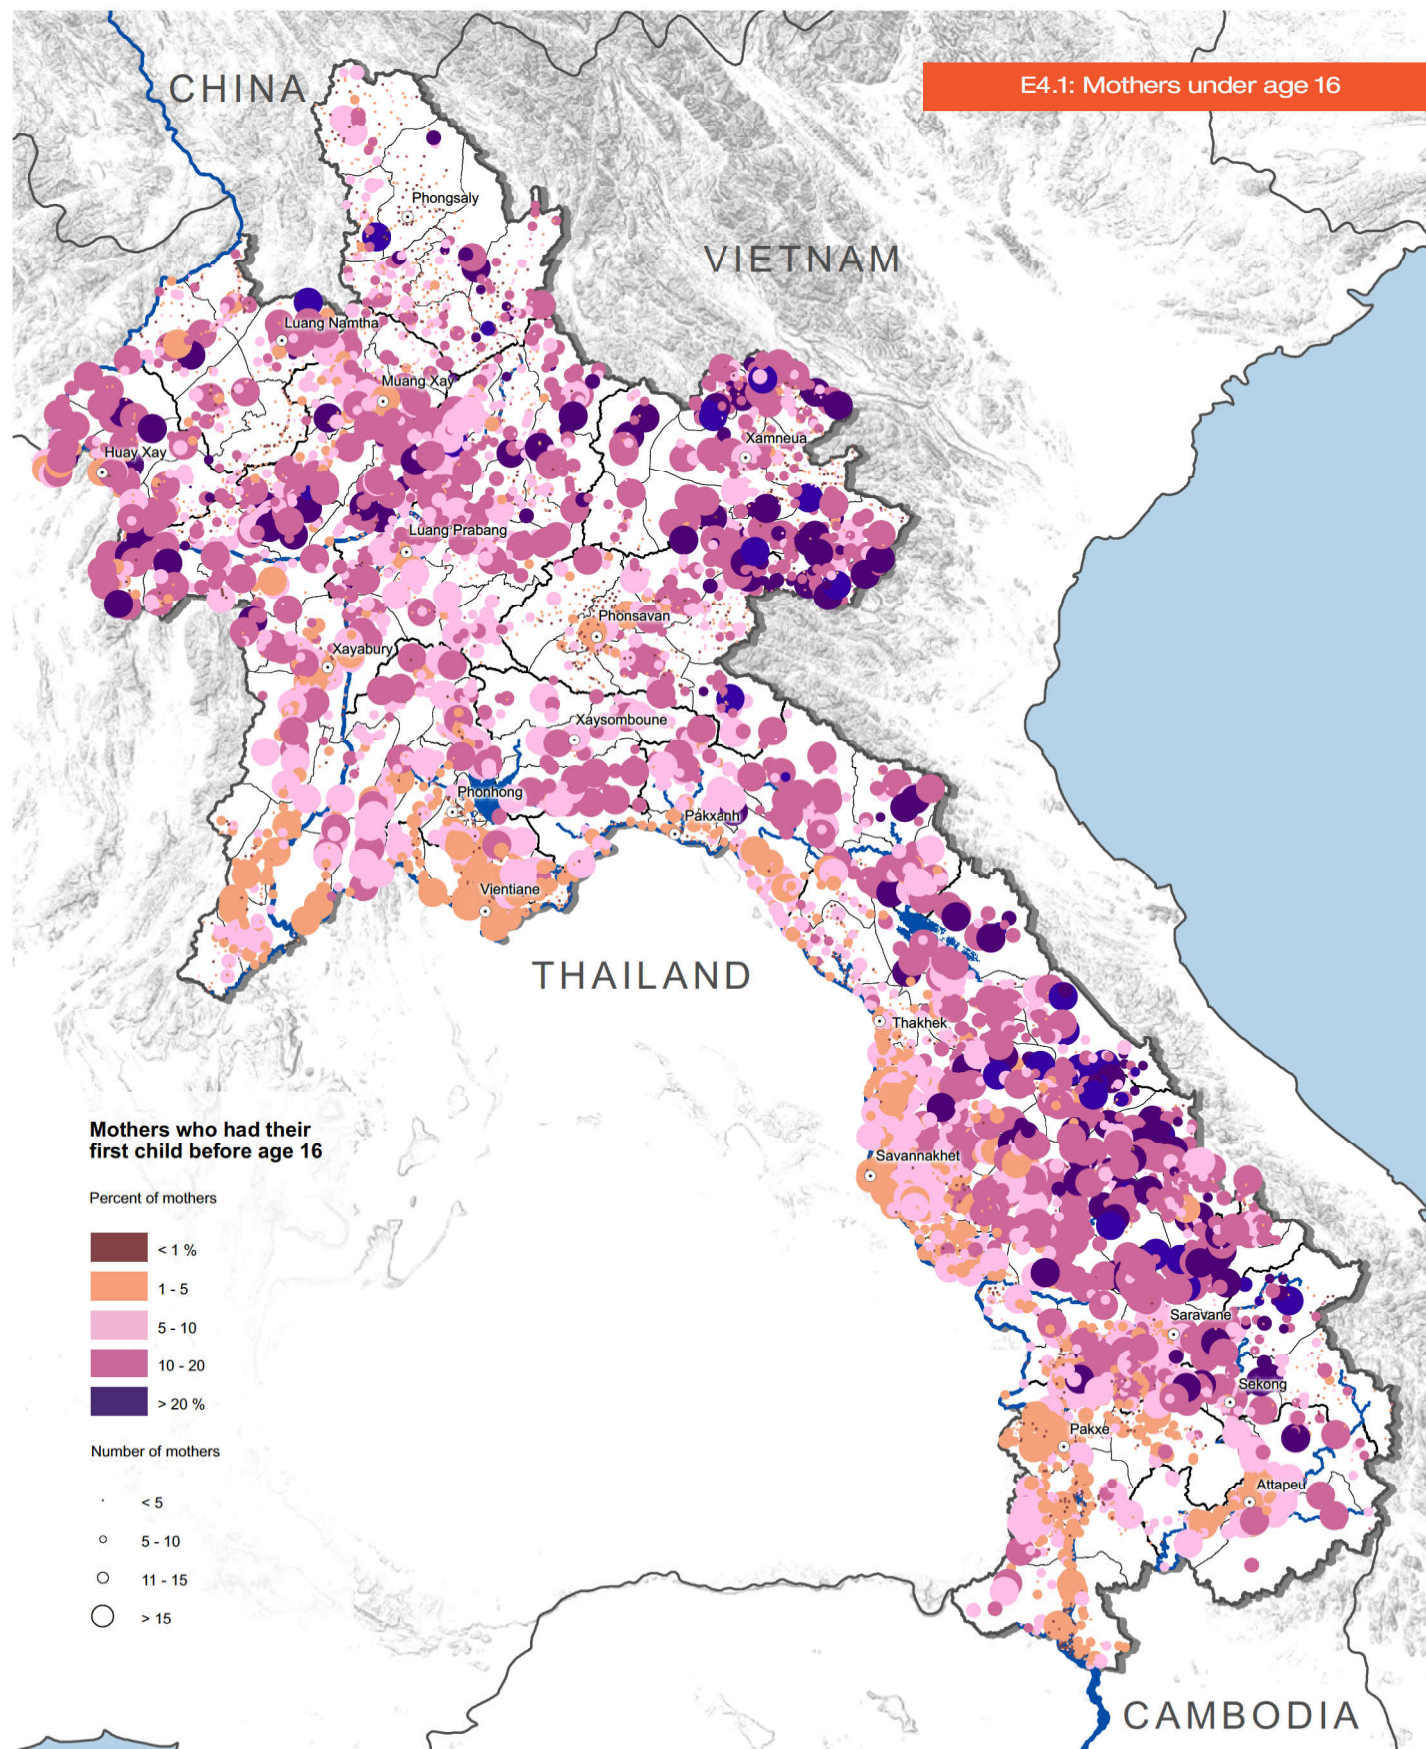 E4.1: Mothers under age 16
CHINA
VIETNAM
Phongsaly
Luang Namtha
Muang Xay
Huay Xay
Xamneua
Luang Prabang
Phonsavan
Xayabury
Xaysomboune
Phonhong
Pakxanh
Vientiane
THAILAND
Thakhek
Savannakhet
Saravane
Sekong
Pakxe
Attapeu
CAMBODIA
Mothers who had their
first child before age 16
Percent of mothers
< 1 %
1 - 5
5 - 10
10 - 20
> 20 %
Number of mothers
< 5
5 - 10
11 - 15
> 15